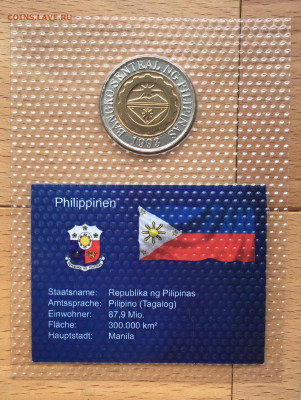 COINS.LAVE.RU
BANGKO SENTRAL NG PILIPINAS
1993
Philippinen
Staatsname: Republika ng Pilipinas
Amtssprache: Pilipino (Tagalog)
Einwohner: 87,9 Mio.
Fläche: 300.000 km²
Hauptstadt: Manila